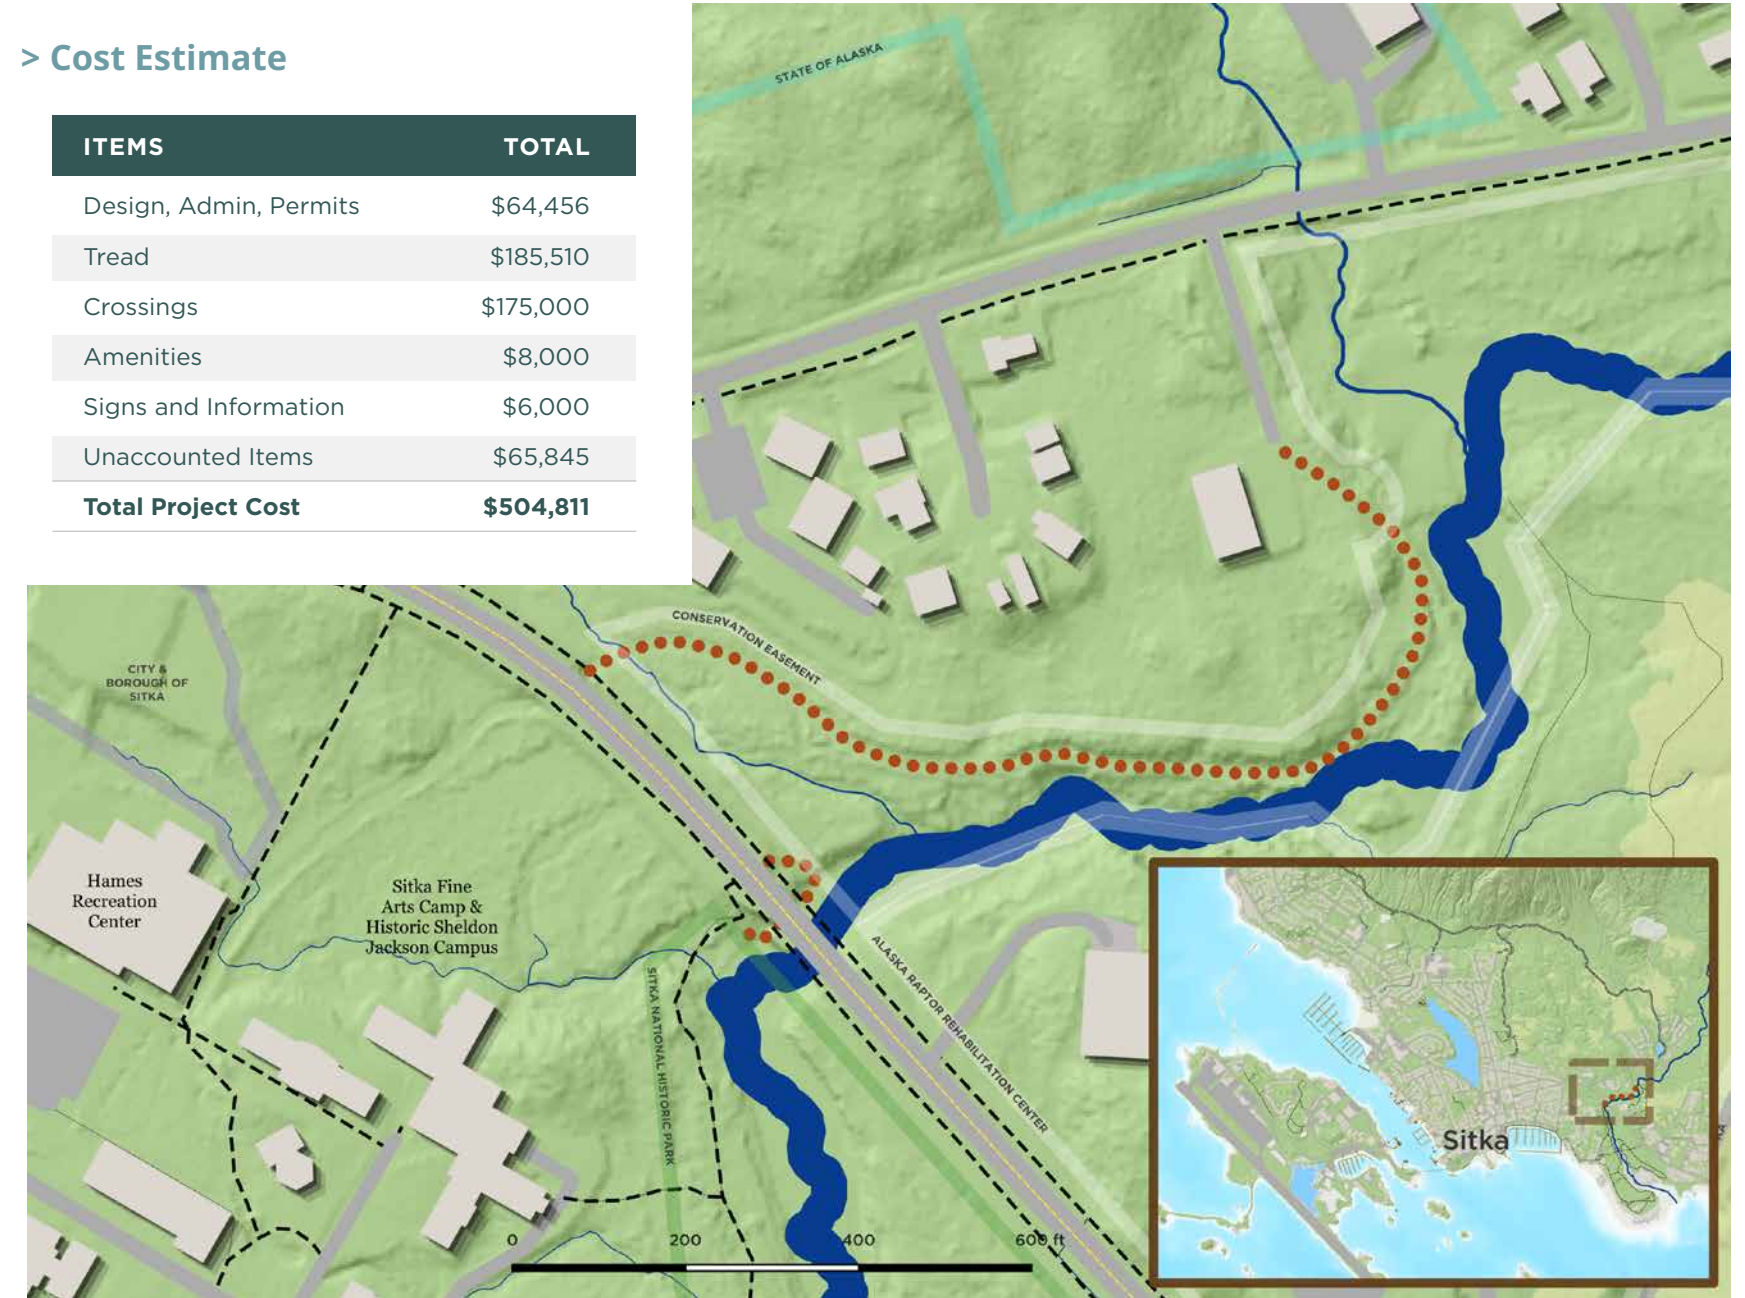 > Cost Estimate
ITEMS TOTAL
Design, Admin, Permits $64,456
Tread $185,510
Crossings $175,000
Amenities $8,000
Signs and Information $6,000
Unaccounted Items $65,845
Total Project Cost $504,811
STATE OF ALASKA
CONSERVATION EASEMENT
CITY &
BOROUGH OF
SITKA
Hames
Recreation
Center
Sitka Fine
Arts Camp &
Historic Sheldon
Jackson Campus
SITKA NATIONAL HISTORIC PARK
ALASKA RAPTOR REHABILITATION CENTER
0 200 400 600 ft
Sitka